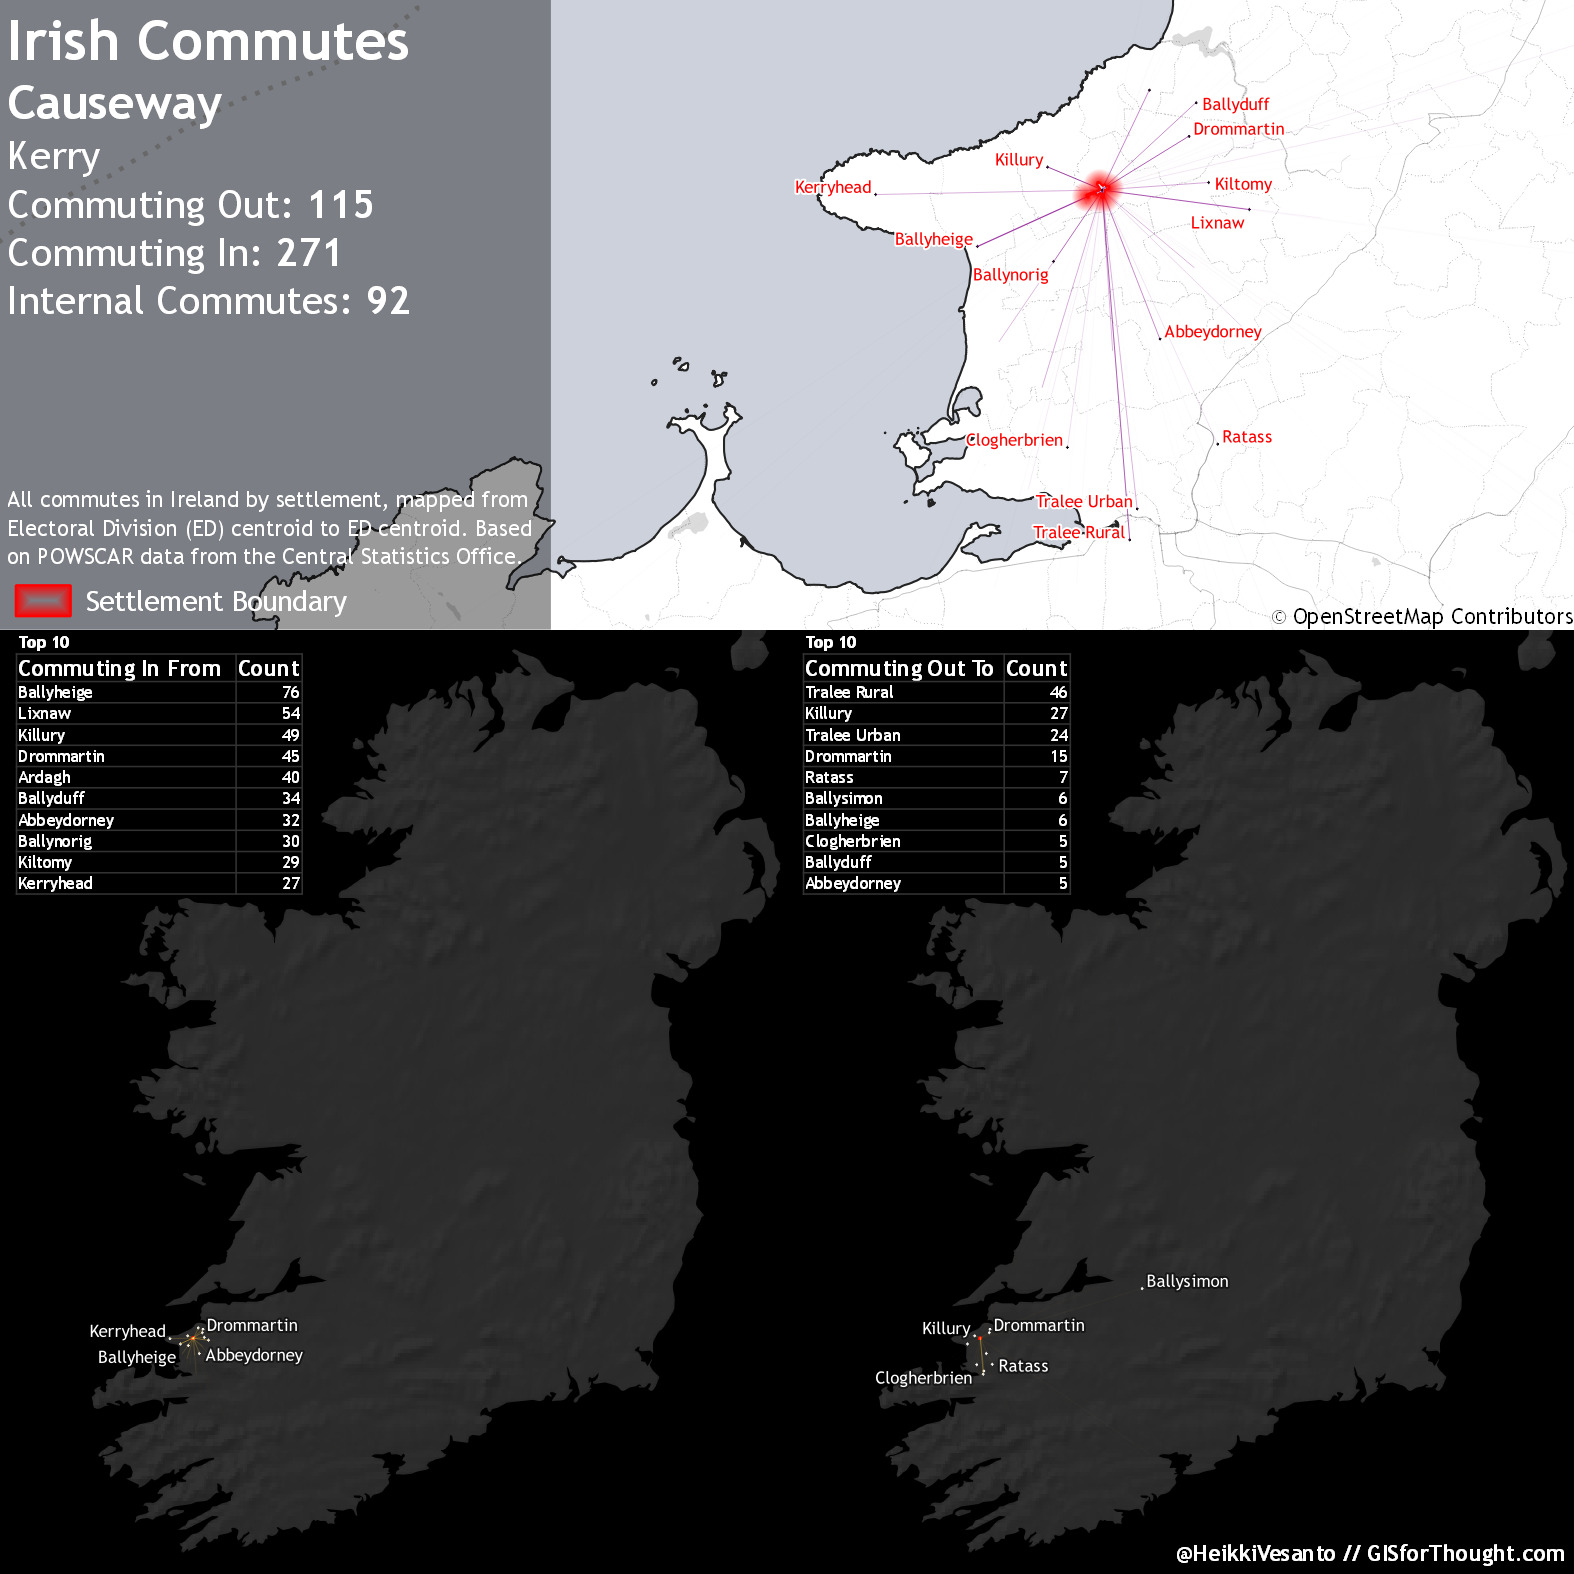 Irish Commutes
Causeway
Kerry
Commuting Out: 115
Commuting In: 271
Internal Commutes: 92
All commutes in Ireland by settlement, mapped from
Electoral Division (ED) centroid to ED centroid. Based
on POWSCAR data from the Central Statistics Office.
Settlement Boundary
Ballyduff
Drommartin
Killury
Kiltomy
Kerryhead
Lixnaw
Ballyheige
Ballynorig
Abbeydorney
Ratass
Clogherbrien
Tralee Urban
Tralee Rural
© OpenStreetMap Contributors
Top 10
Commuting In From Count
Ballyheige 76
Lixnaw 54
Killury 49
Drommartin 45
Ardagh 40
Ballyduff 34
Abbeydorney 32
Ballynorig 30
Kiltomy 29
Kerryhead 27
Top 10
Commuting Out To Count
Tralee Rural 46
Killury 27
Tralee Urban 24
Drommartin 15
Ratass 7
Ballysimon 6
Ballyheige 6
Clogherbrien 5
Ballyduff 5
Abbeydorney 5
Drommartin
Kerryhead
Abbeydorney
Ballyheige
Ballysimon
Drommartin
Killury
Ratass
Clogherbrien
@HeikkiVesanto // GISforThought.com